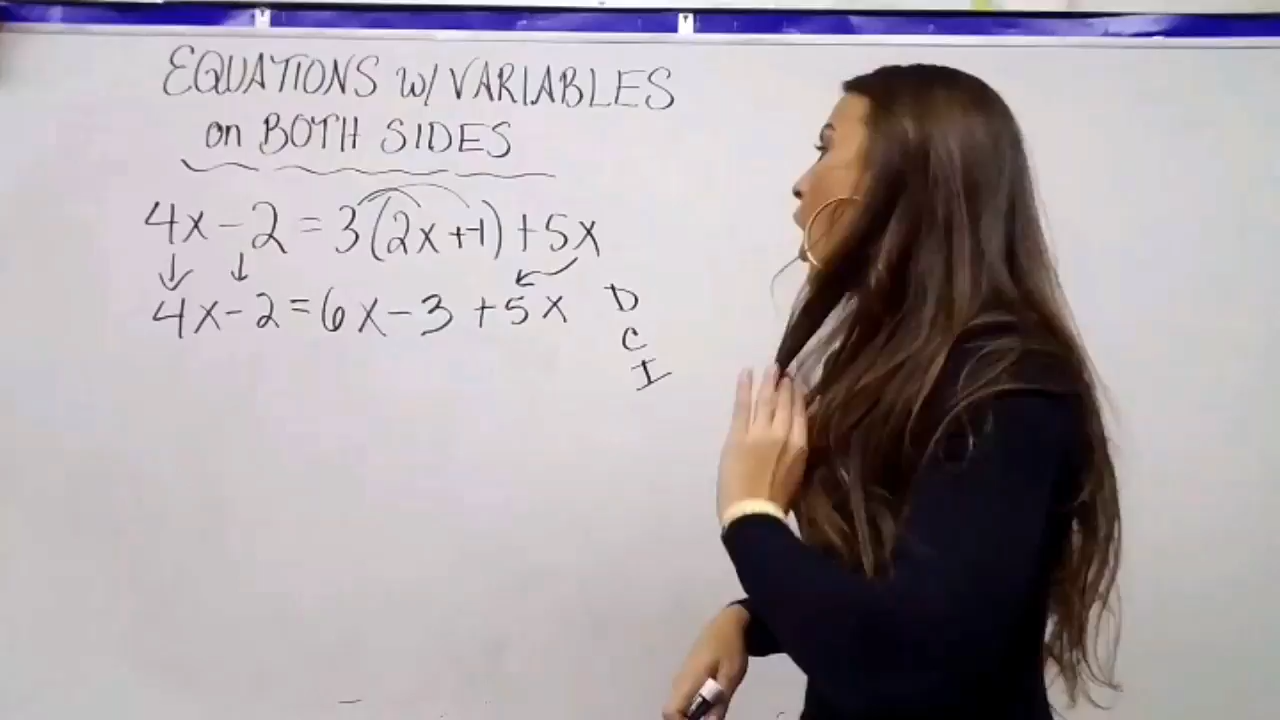 EQUATIONS w/ VARIABLES
on BOTH SIDES
4x - 2 = 3(2x + -1) + 5x
4x - 2 = 6x - 3 + 5x
D
C
I